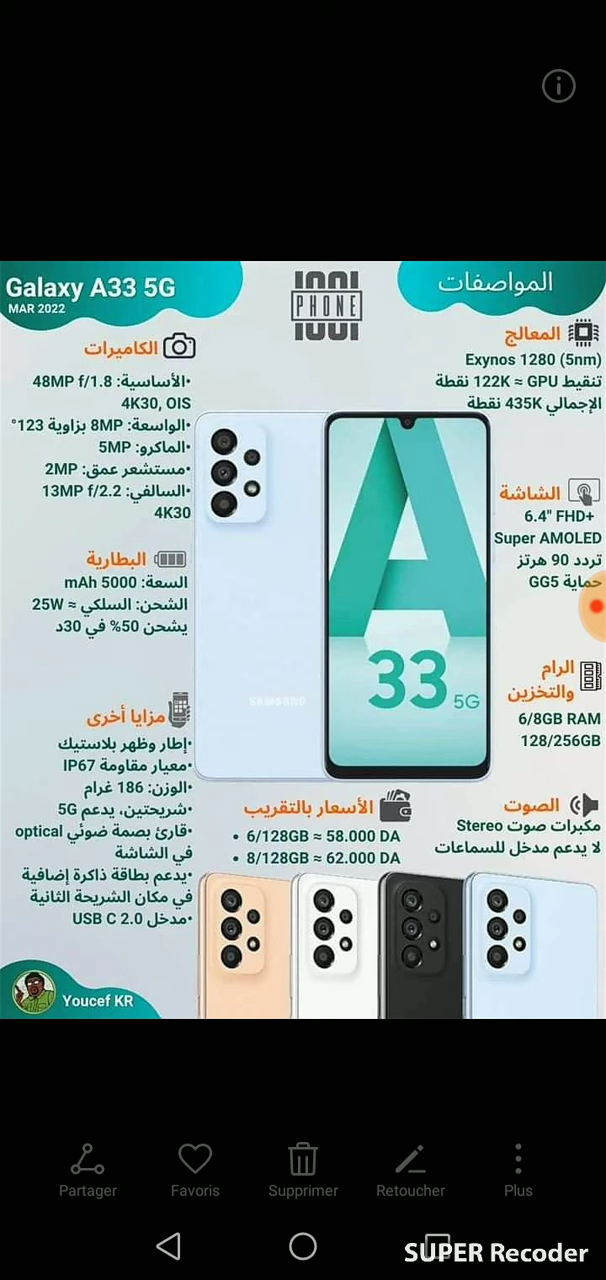 Galaxy A33 5G
MAR 2022
1001
PHONE
1001
المواصفات
المعالج
Exynos 1280 (5nm)
تنقيط GPU ≈ 122K نقطة
الإجمالي 435K نقطة
الشاشة
6.4" FHD+
Super AMOLED
تردد 90 هرتز
حماية GG5
الرام
والتخزين
6/8GB RAM
128/256GB
الصوت
مكبرات صوت Stereo
لا يدعم مدخل للسماعات
الكاميرات
•الأساسية: 48MP f/1.8
4K30, OIS
•الواسعة: 8MP بزاوية 123°
•الماكرو: 5MP
•مستشعر عمق: 2MP
•السالفي: 13MP f/2.2
4K30
البطارية
السعة: 5000 mAh
الشحن: السلكي ≈ 25W
يشحن 50% في 30د
مزايا أخرى
•إطار وظهر بلاستيك
•معيار مقاومة IP67
•الوزن: 186 غرام
•شريحتين، يدعم 5G
•قارئ بصمة ضوئي optical
في الشاشة
•يدعم بطاقة ذاكرة إضافية
في مكان الشريحة الثانية
•مدخل USB C 2.0
SAMSUNG
A
33 5G
الأسعار بالتقريب
• 6/128GB ≈ 58.000 DA
• 8/128GB ≈ 62.000 DA
Youcef KR
Partager
Favoris
Supprimer
Retoucher
Plus
SUPER Recoder